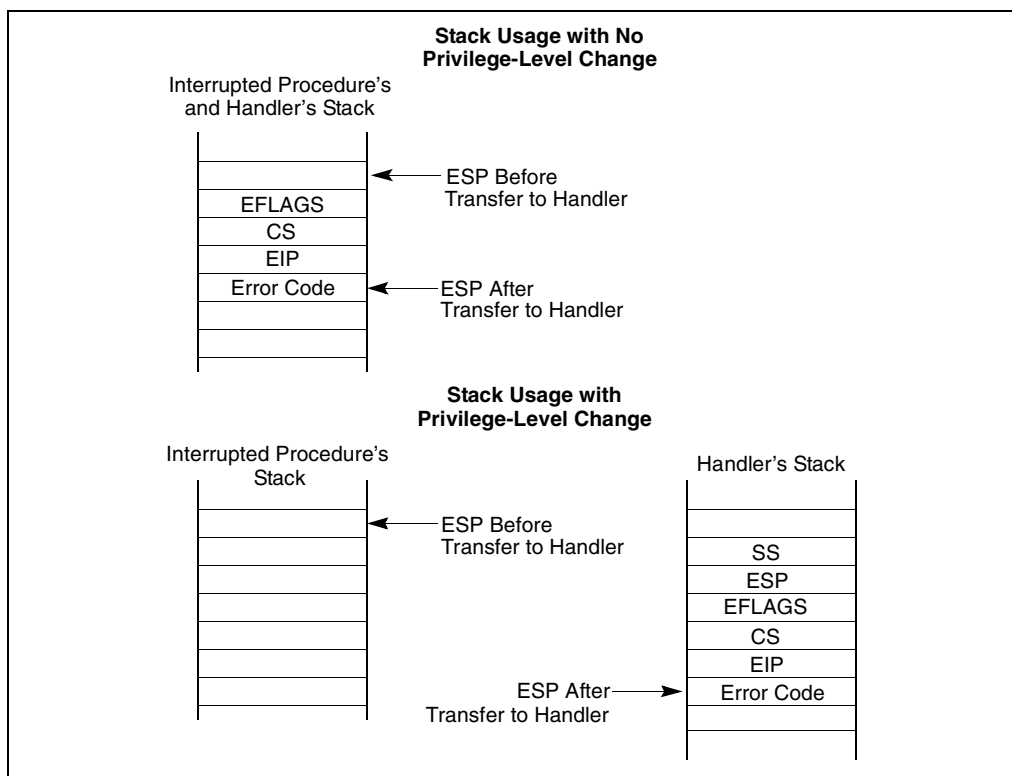 Stack Usage with No
Privilege-Level Change
Interrupted Procedure's
and Handler's Stack
ESP Before
Transfer to Handler
EFLAGS
CS
EIP
Error Code
ESP After
Transfer to Handler
Stack Usage with
Privilege-Level Change
Interrupted Procedure's
Stack
Handler's Stack
ESP Before
Transfer to Handler
SS
ESP
EFLAGS
CS
EIP
Error Code
ESP After
Transfer to Handler